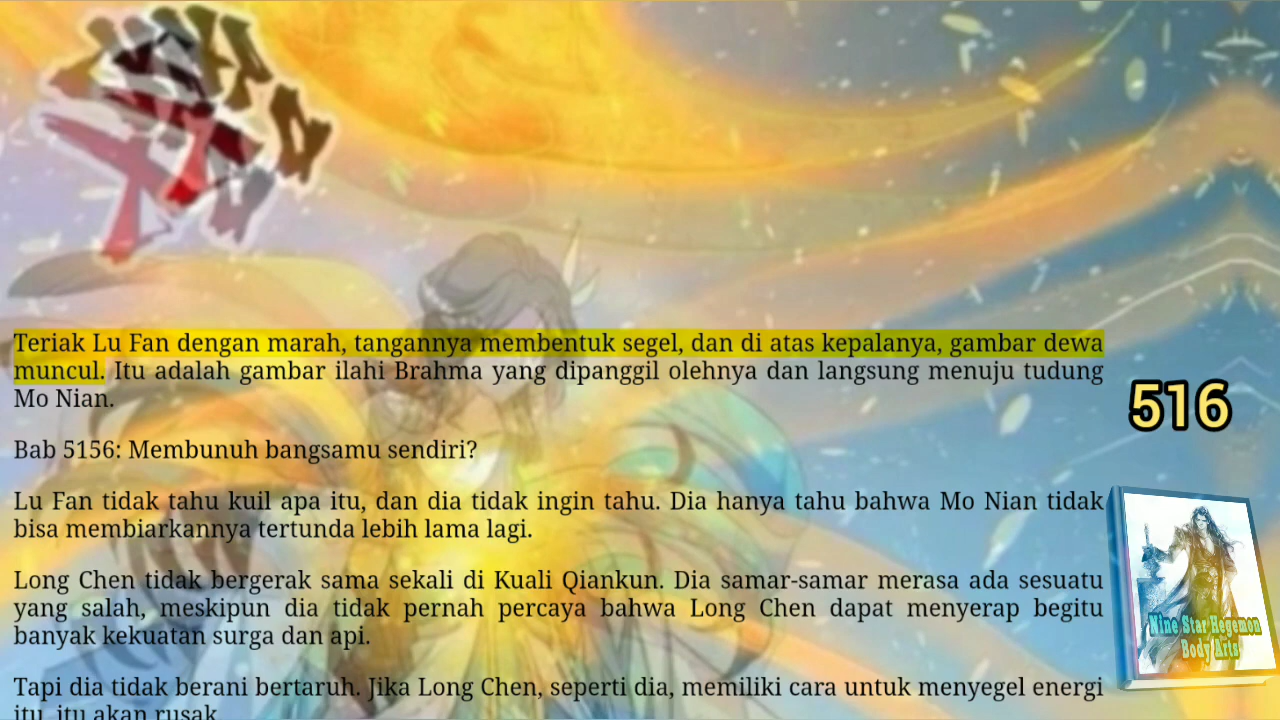 Teriak Lu Fan dengan marah, tangannya membentuk segel, dan di atas kepalanya, gambar dewa
muncul. Itu adalah gambar ilahi Brahma yang dipanggil olehnya dan langsung menuju tudung
Mo Nian.
Bab 5156: Membunuh bangsamu sendiri?
Lu Fan tidak tahu kuil apa itu, dan dia tidak ingin tahu. Dia hanya tahu bahwa Mo Nian tidak
bisa membiarkannya tertunda lebih lama lagi.
Long Chen tidak bergerak sama sekali di Kuali Qiankun. Dia samar-samar merasa ada sesuatu
yang salah, meskipun dia tidak pernah percaya bahwa Long Chen dapat menyerap begitu
banyak kekuatan surga dan api.
Tapi dia tidak berani bertaruh. Jika Long Chen, seperti dia, memiliki cara untuk menyegel energi
itu, itu akan rusak
516
Nine Star Hegemon
Body Arts